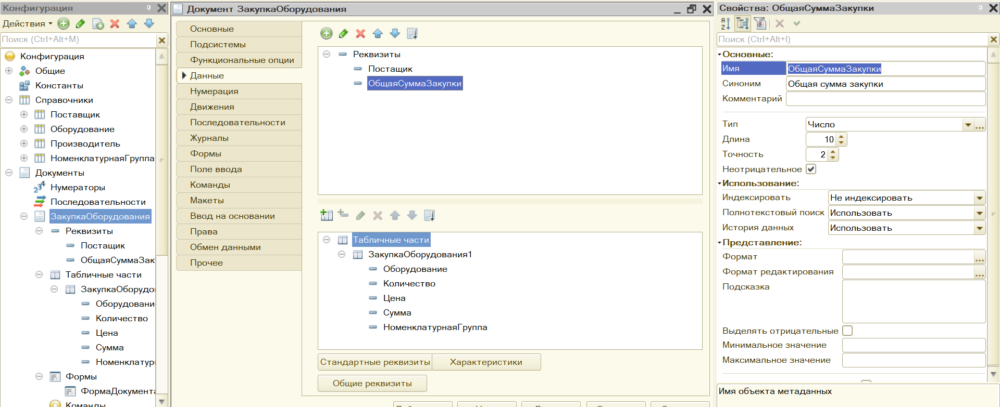 Конфигурация
Действия
Поиск (Ctrl+Alt+M)
Конфигурация
Общие
Константы
Справочники
Поставщик
Оборудование
Производитель
НоменклатурнаяГруппа
Документы
Нумераторы
Последовательности
ЗакупкаОборудования
Реквизиты
Постащик
ОбщаяСуммаЗак
Табличные части
ЗакупкаОборудо
Оборудовани
Количество
Цена
Сумма
Номенклатур
Формы
ФормаДокумента
Команды
Документ ЗакупкаОборудования
Основные
Подсистемы
Функциональные опции
Данные
Нумерация
Движения
Последовательности
Журналы
Формы
Поле ввода
Команды
Макеты
Ввод на основании
Права
Обмен данными
Прочее
Реквизиты
Постащик
ОбщаяСуммаЗакупки
Табличные части
ЗакупкаОборудования1
Оборудование
Количество
Цена
Сумма
НоменклатурнаяГруппа
Стандартные реквизиты
Характеристики
Общие реквизиты
Свойства: ОбщаяСуммаЗакупки
Поиск (Ctrl+Alt+I)
Основные:
Имя ОбщаяСуммаЗакупки
Синоним Общая сумма закупки
Комментарий
Тип Число
Длина 10
Точность 2
Неотрицательное
Использование:
Индексировать Не индексировать
Полнотекстовый поиск Использовать
История данных Использовать
Представление:
Формат
Формат редактирования
Подсказка
Выделять отрицательные
Минимальное значение
Максимальное значение
Имя объекта метаданных